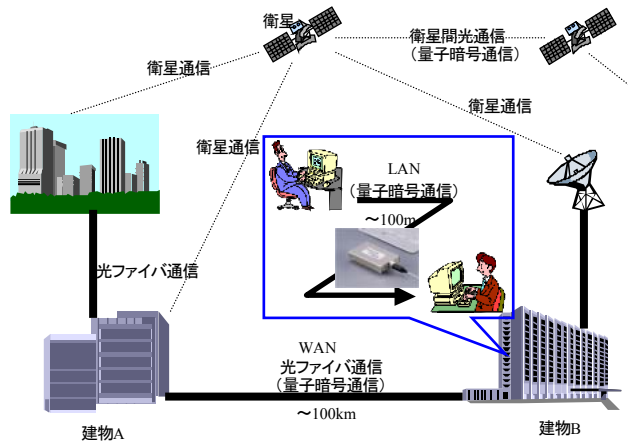 衛星
衛星間光通信
（量子暗号通信）
衛星通信
衛星通信
衛星通信
LAN
（量子暗号通信）
～100m
光ファイバ通信
WAN
光ファイバ通信
（量子暗号通信）
～100km
建物A
建物B